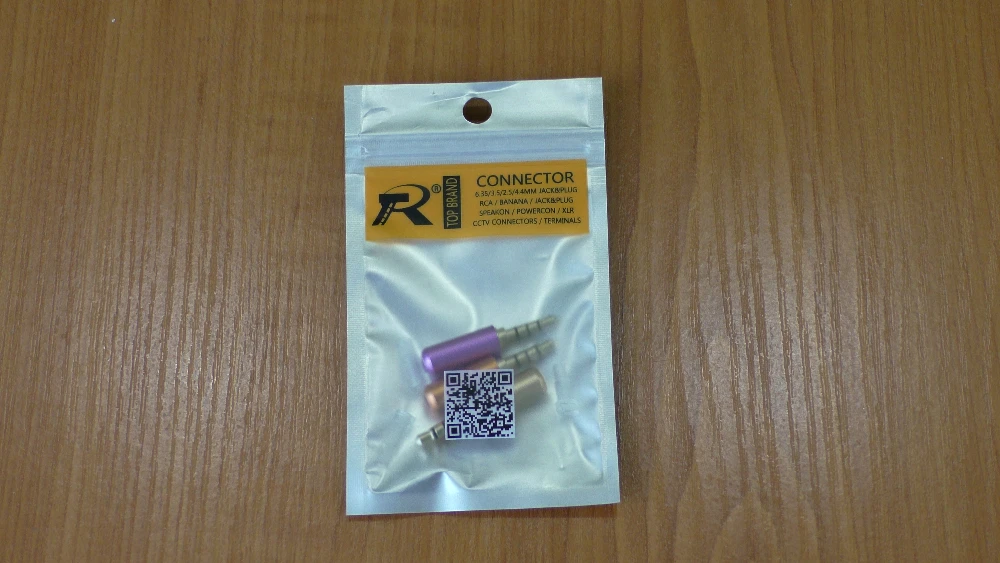 R®
TOP BRAND
CONNECTOR
6.35/3.5/2.5/4.4MM JACK&PLUG
RCA / BANANA / JACK&PLUG
SPEAKON / POWERCON / XLR
CCTV CONNECTORS / TERMINALS